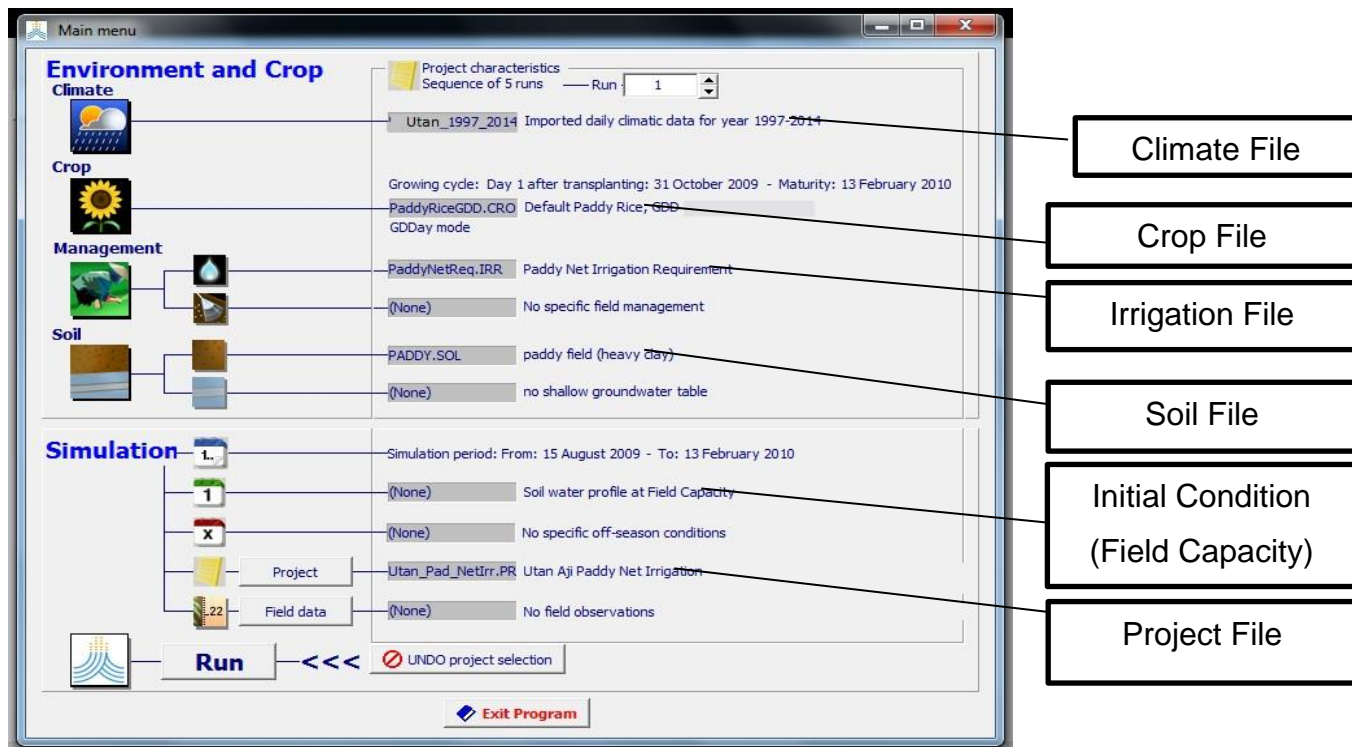 Main menu
Environment and Crop
Project characteristics
Sequence of 5 runs
Run
1
Climate
Utan_1997_2014 Imported daily climatic data for year 1997-2014
Climate File
Crop
Growing cycle: Day 1 after transplanting: 31 October 2009 - Maturity: 13 February 2010
PaddyRiceGDD.CRO Default Paddy Rice, GDD
GDDay mode
Crop File
Management
PaddyNetReq.IRR Paddy Net Irrigation Requirement
Irrigation File
(None) No specific field management
Soil
PADDY.SOL paddy field (heavy clay)
Soil File
(None) no shallow groundwater table
Simulation
1..
Simulation period: From: 15 August 2009 - To: 13 February 2010
1
(None) Soil water profile at Field Capacity
Initial Condition
(Field Capacity)
X
(None) No specific off-season conditions
Project
Utan_Pad_NetIrr.PR Utan Aji Paddy Net Irrigation
Project File
.22
Field data
(None) No field observations
Run
<<<
UNDO project selection
Exit Program